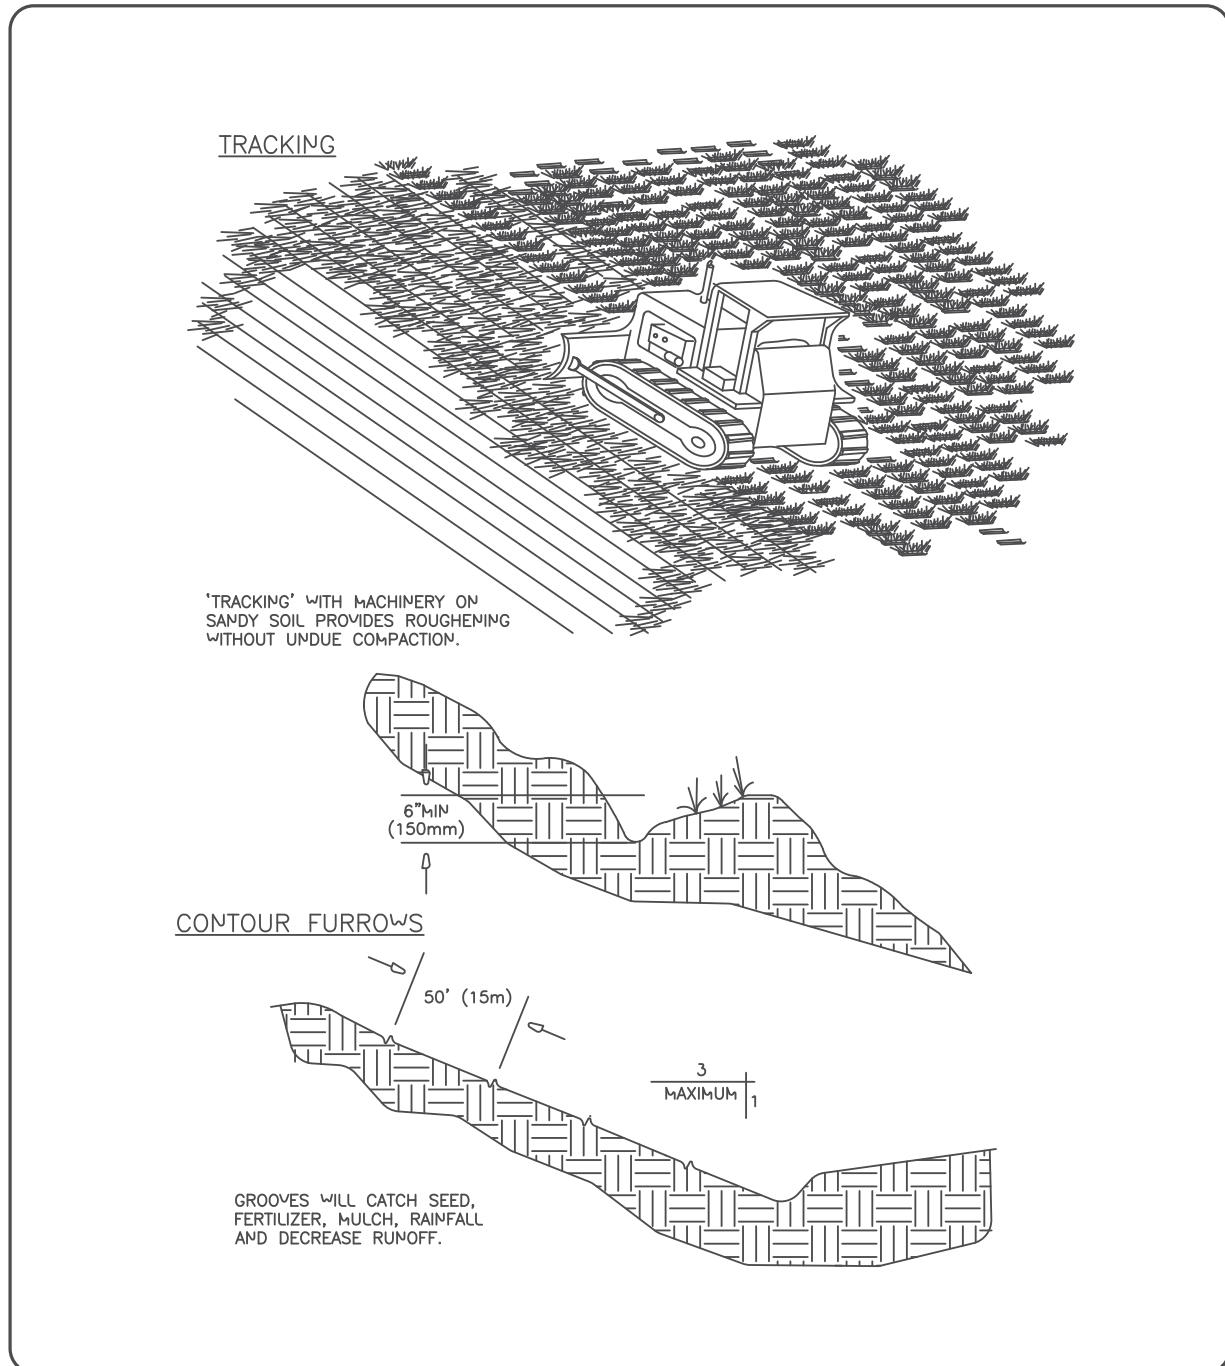 TRACKING
'TRACKING' WITH MACHINERY ON
SANDY SOIL PROVIDES ROUGHENING
WITHOUT UNDUE COMPACTION.
6"MIN
(150mm)
CONTOUR FURROWS
50' (15m)
3
MAXIMUM
1
GROOVES WILL CATCH SEED,
FERTILIZER, MULCH, RAINFALL
AND DECREASE RUNOFF.